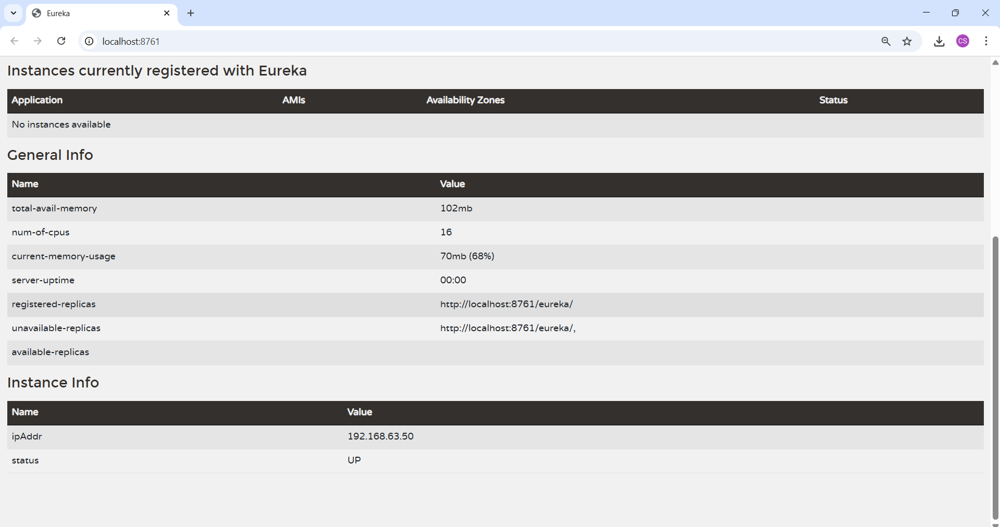 Eureka
localhost:8761
CS
Instances currently registered with Eureka
Application AMIs Availability Zones Status
No instances available
General Info
Name Value
total-avail-memory 102mb
num-of-cpus 16
current-memory-usage 70mb (68%)
server-uptime 00:00
registered-replicas http://localhost:8761/eureka/
unavailable-replicas http://localhost:8761/eureka/,
available-replicas
Instance Info
Name Value
ipAddr 192.168.63.50
status UP